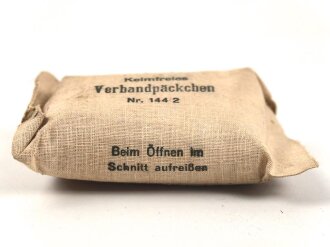 Keimfreies
Verbandpäckchen
Nr. 144 2
Beim Öffnen im
Schnitt aufreißen